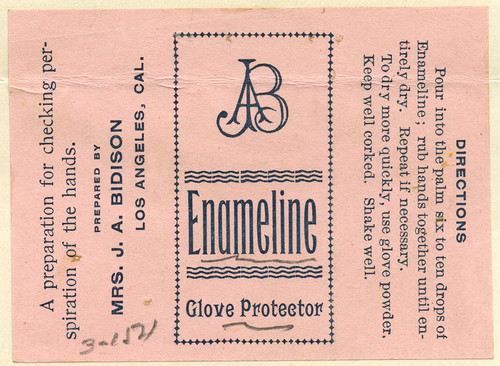 A preparation for checking per-
spiration of the hands.
PREPARED BY
MRS. J. A. BIDISON
LOS ANGELES, CAL.
JAB
Enameline
Glove Protector
DIRECTIONS
Pour into the palm six to ten drops of
Enameline; rub hands together until en-
tirely dry. Repeat if necessary.
To dry more quickly, use glove powder.
Keep well corked. Shake well.